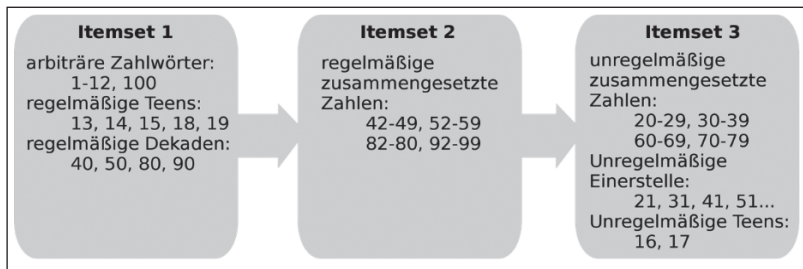 Itemset 1
arbiträre Zahlwörter:
1-12, 100
regelmäßige Teens:
13, 14, 15, 18, 19
regelmäßige Dekaden:
40, 50, 80, 90
Itemset 2
regelmäßige
zusammengesetzte
Zahlen:
42-49, 52-59
82-80, 92-99
Itemset 3
unregelmäßige
zusammengesetzte
Zahlen:
20-29, 30-39
60-69, 70-79
Unregelmäßige
Einerstelle:
21, 31, 41, 51...
Unregelmäßige Teens:
16, 17